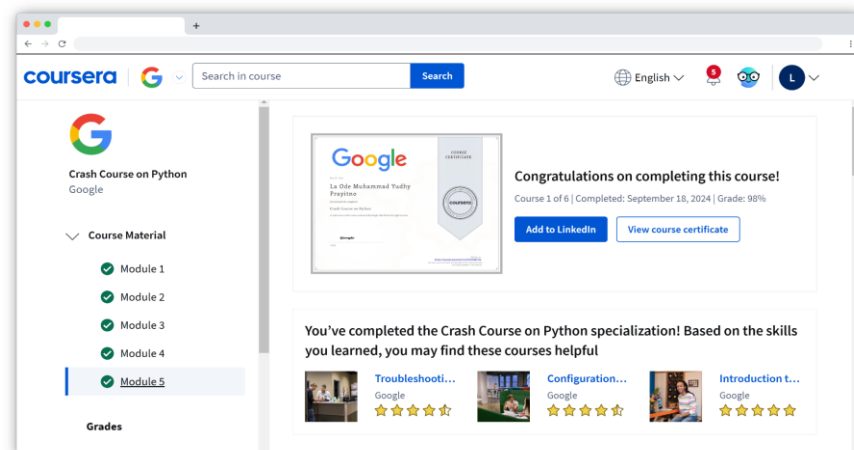 +
coursera
Search in course
Search
English
5
L
Crash Course on Python
Google
Course Material
Module 1
Module 2
Module 3
Module 4
Module 5
Grades
Google
COURSE
CERTIFICATE
La Ode Muhammad Yudhy
Prayitno
Crash Course on Python
coursera
Congratulations on completing this course!
Course 1 of 6 | Completed: September 18, 2024 | Grade: 98%
Add to LinkedIn
View course certificate
You've completed the Crash Course on Python specialization! Based on the skills
you learned, you may find these courses helpful
Troubleshooti...
Google
Configuration...
Google
Introduction t...
Google